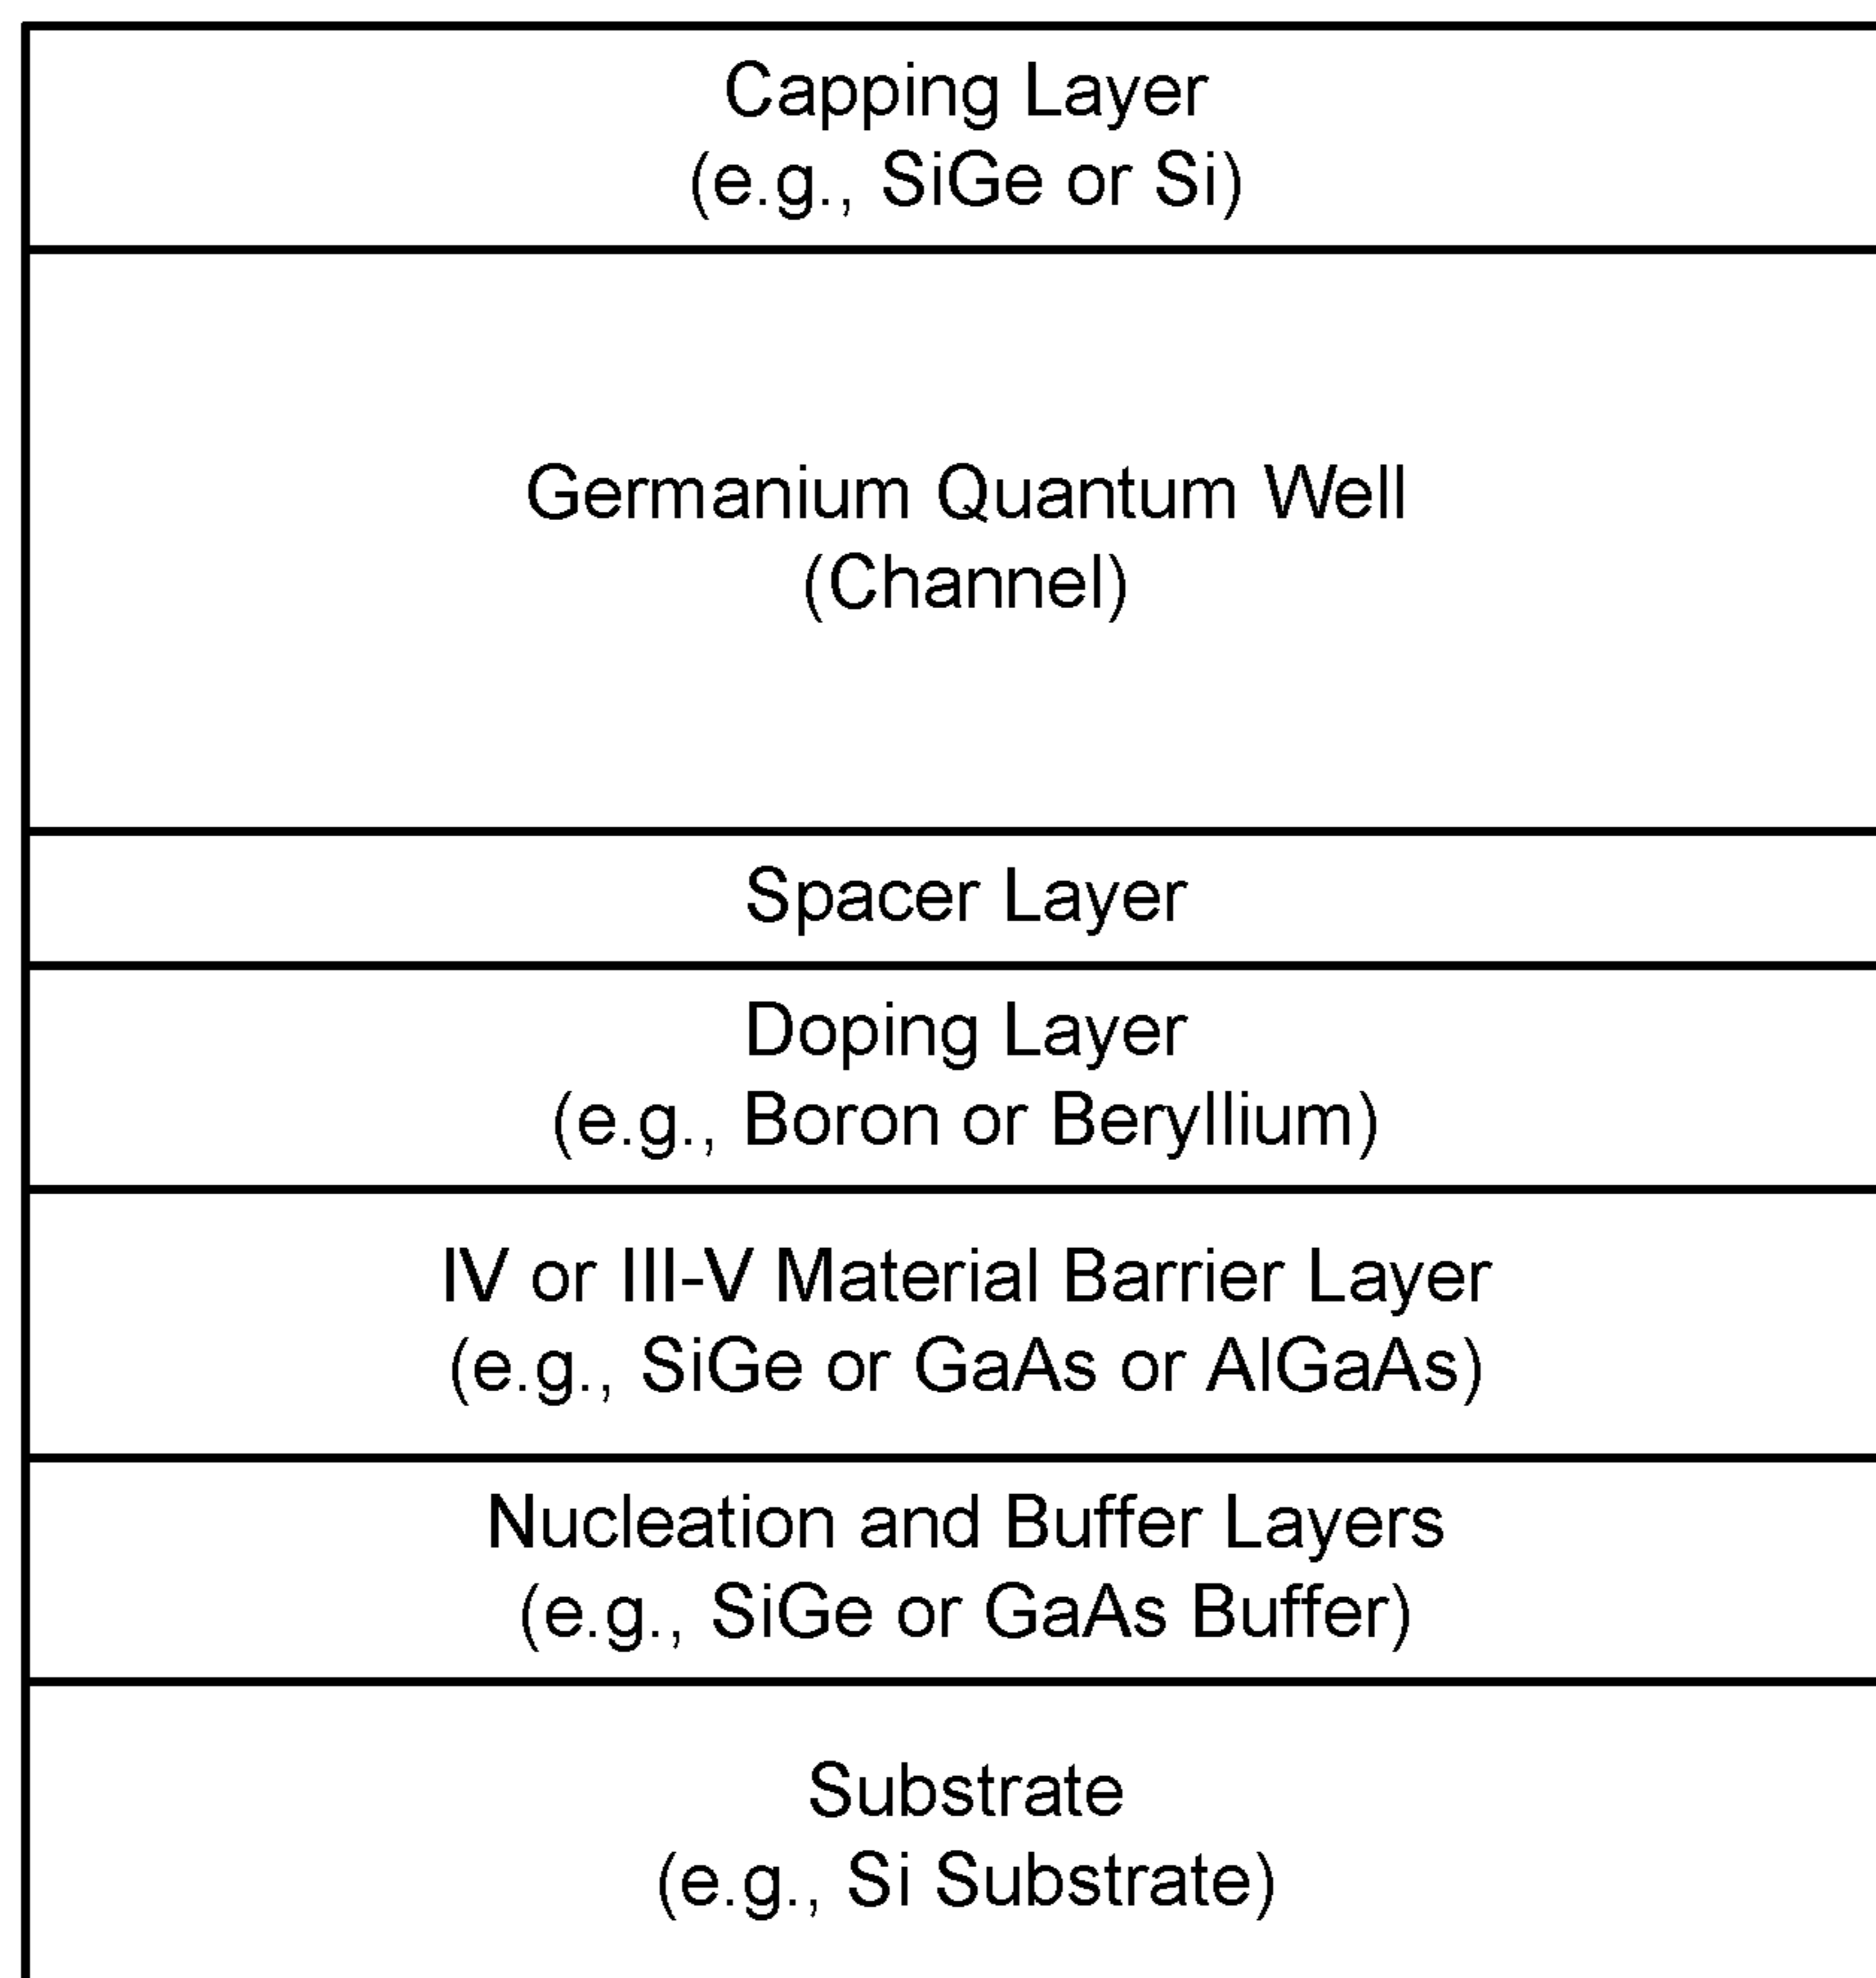 Capping Layer
(e.g., SiGe or Si)
Germanium Quantum Well
(Channel)
Spacer Layer
Doping Layer
(e.g., Boron or Beryllium)
IV or III-V Material Barrier Layer
(e.g., SiGe or GaAs or AlGaAs)
Nucleation and Buffer Layers
(e.g., SiGe or GaAs Buffer)
Substrate
(e.g., Si Substrate)